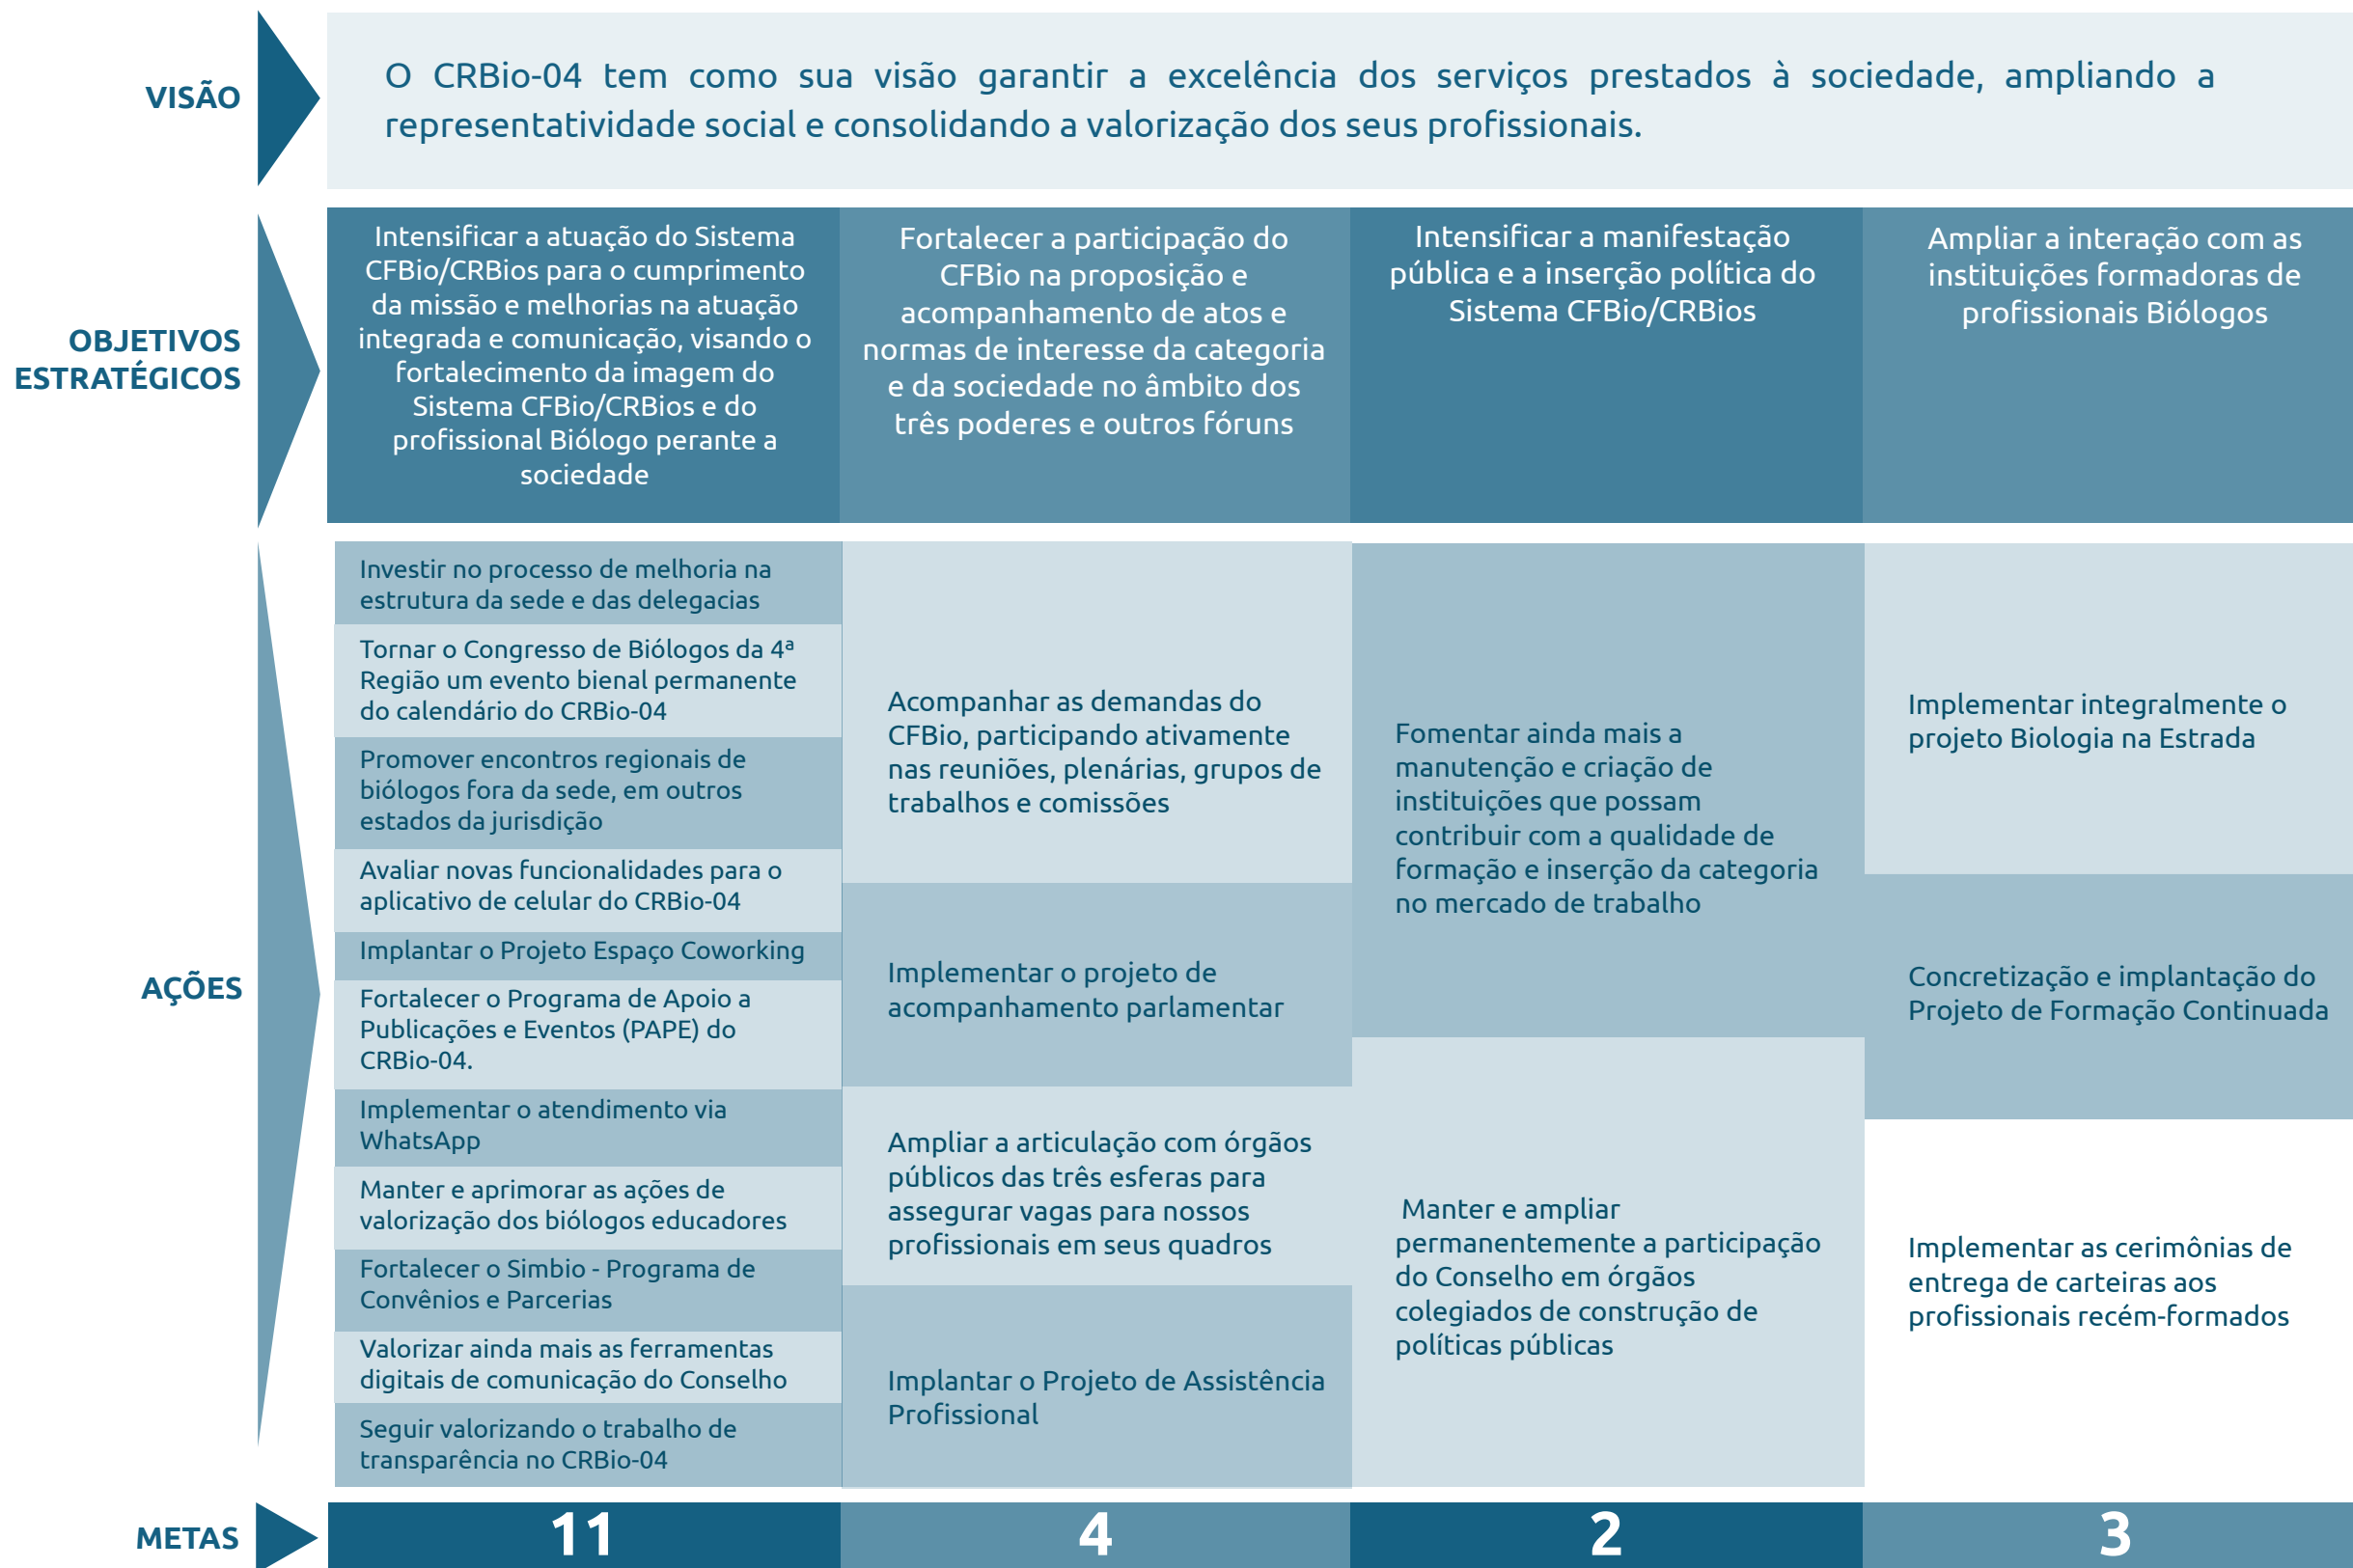 VISÃO
O CRBio-04 tem como sua visão garantir a excelência dos serviços prestados à sociedade, ampliando a
representatividade social e consolidando a valorização dos seus profissionais.
OBJETIVOS
ESTRATÉGICOS
Intensificar a atuação do Sistema
CFBio/CRBios para o cumprimento
da missão e melhorias na atuação
integrada e comunicação, visando o
fortalecimento da imagem do
Sistema CFBio/CRBios e do
profissional Biólogo perante a
sociedade
Fortalecer a participação do
CFBio na proposição e
acompanhamento de atos e
normas de interesse da categoria
e da sociedade no âmbito dos
três poderes e outros fóruns
Intensificar a manifestação
pública e a inserção política do
Sistema CFBio/CRBios
Ampliar a interação com as
instituições formadoras de
profissionais Biólogos
AÇÕES
Investir no processo de melhoria na
estrutura da sede e das delegacias
Tornar o Congresso de Biólogos da 4ª
Região um evento bienal permanente
do calendário do CRBio-04
Promover encontros regionais de
biólogos fora da sede, em outros
estados da jurisdição
Avaliar novas funcionalidades para o
aplicativo de celular do CRBio-04
Implantar o Projeto Espaço Coworking
Fortalecer o Programa de Apoio a
Publicações e Eventos (PAPE) do
CRBio-04.
Implementar o atendimento via
WhatsApp
Manter e aprimorar as ações de
valorização dos biólogos educadores
Fortalecer o Simbio - Programa de
Convênios e Parcerias
Valorizar ainda mais as ferramentas
digitais de comunicação do Conselho
Seguir valorizando o trabalho de
transparência no CRBio-04
Acompanhar as demandas do
CFBio, participando ativamente
nas reuniões, plenárias, grupos de
trabalhos e comissões
Implementar o projeto de
acompanhamento parlamentar
Ampliar a articulação com órgãos
públicos das três esferas para
assegurar vagas para nossos
profissionais em seus quadros
Implantar o Projeto de Assistência
Profissional
Fomentar ainda mais a
manutenção e criação de
instituições que possam
contribuir com a qualidade de
formação e inserção da categoria
no mercado de trabalho
Manter e ampliar
permanentemente a participação
do Conselho em órgãos
colegiados de construção de
políticas públicas
Implementar integralmente o
projeto Biologia na Estrada
Concretização e implantação do
Projeto de Formação Continuada
Implementar as cerimônias de
entrega de carteiras aos
profissionais recém-formados
METAS
11
4
2
3